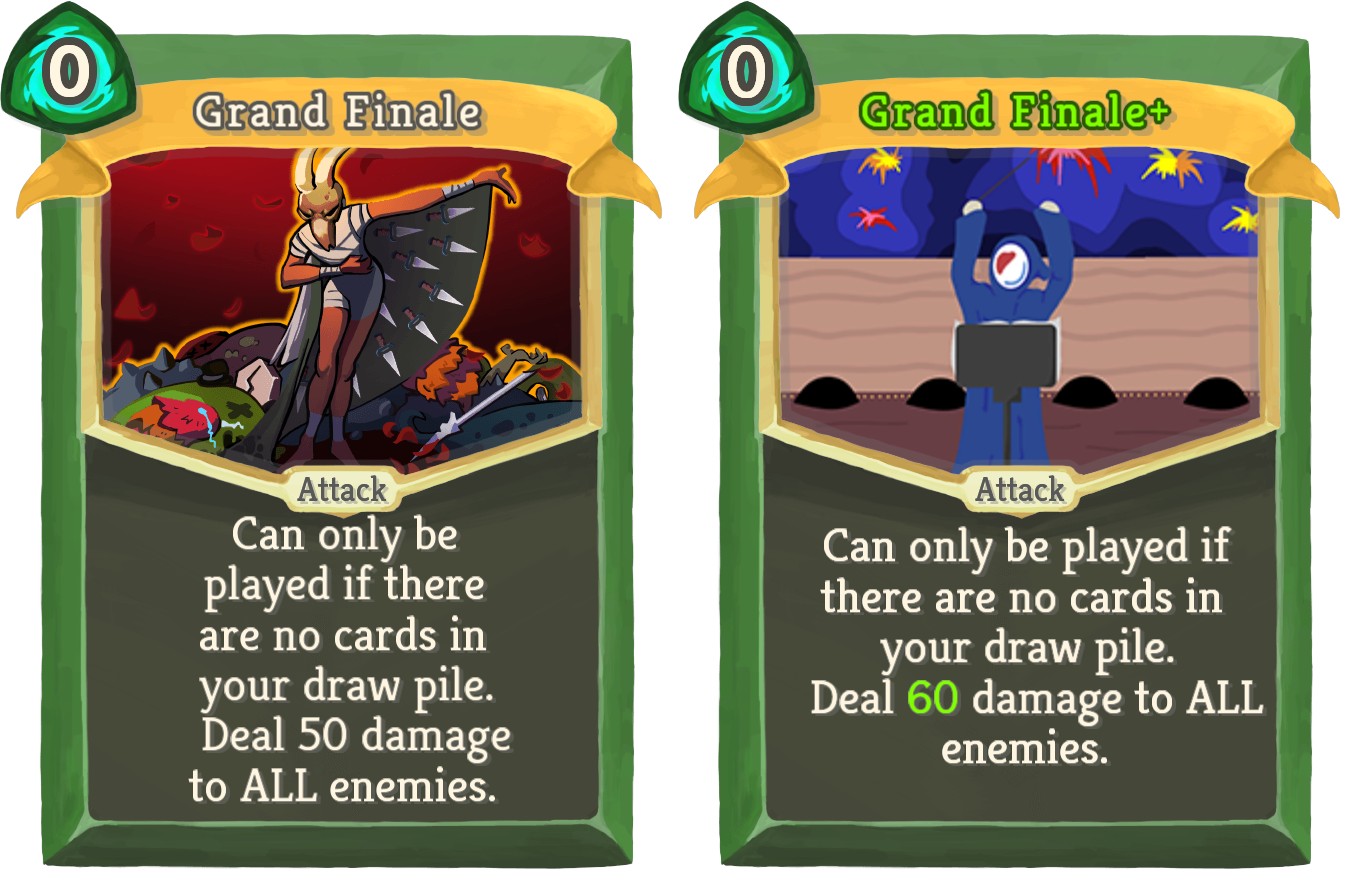 0
Grand Finale
Attack
Can only be
played if there
are no cards in
your draw pile.
Deal 50 damage
to ALL enemies.
0
Grand Finale+
Attack
Can only be played if
there are no cards in
your draw pile.
Deal 60 damage to ALL
enemies.